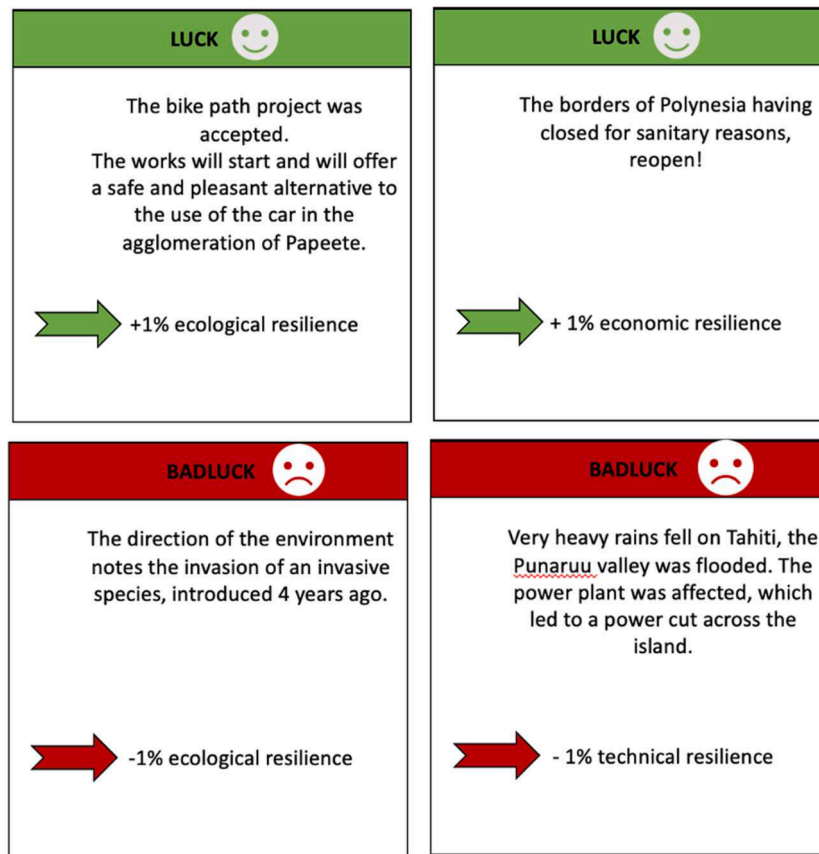 LUCK
The bike path project was
accepted.
The works will start and will offer
a safe and pleasant alternative to
the use of the car in the
agglomeration of Papeete.
+1% ecological resilience
LUCK
The borders of Polynesia having
closed for sanitary reasons,
reopen!
+ 1% economic resilience
BADLUCK
The direction of the environment
notes the invasion of an invasive
species, introduced 4 years ago.
-1% ecological resilience
BADLUCK
Very heavy rains fell on Tahiti, the
Punaruu valley was flooded. The
power plant was affected, which
led to a power cut across the
island.
- 1% technical resilience